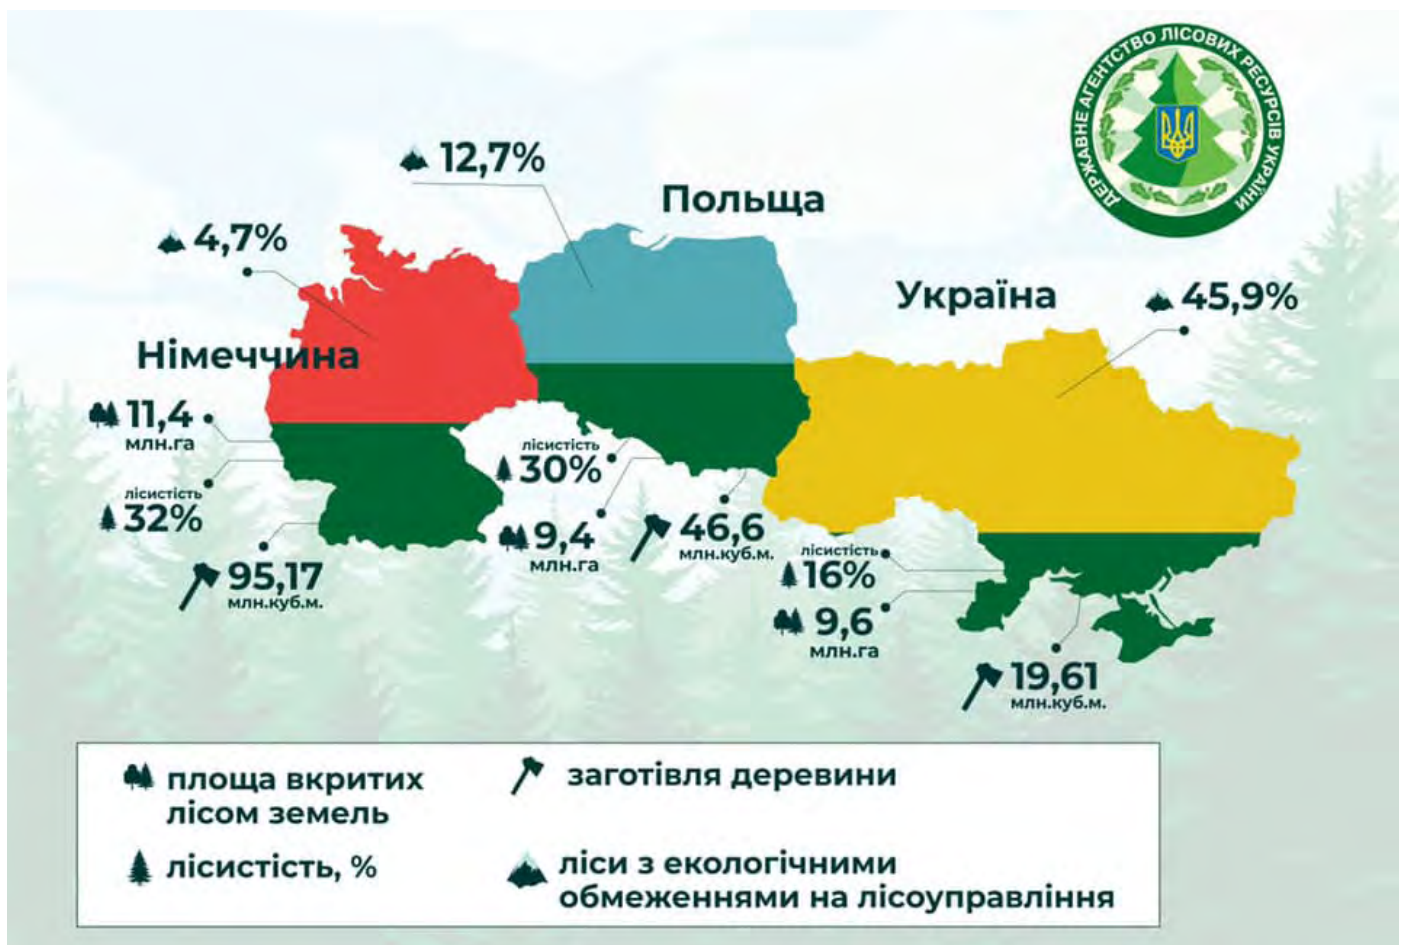 ДЕРЖАВНЕ АГЕНТСТВО ЛІСОВИХ РЕСУРСІВ УКРАЇНИ
12,7%
Польща
4,7%
Україна
45,9%
Німеччина
11,4
млн.га
лісистість
32%
95,17
млн.куб.м.
лісистість
30%
9,4
млн.га
46,6
млн.куб.м.
лісистість
16%
9,6
млн.га
19,61
млн.куб.м.
площа вкритих
лісом земель
заготівля деревини
лісистість, %
ліси з екологічними
обмеженнями на лісоуправління